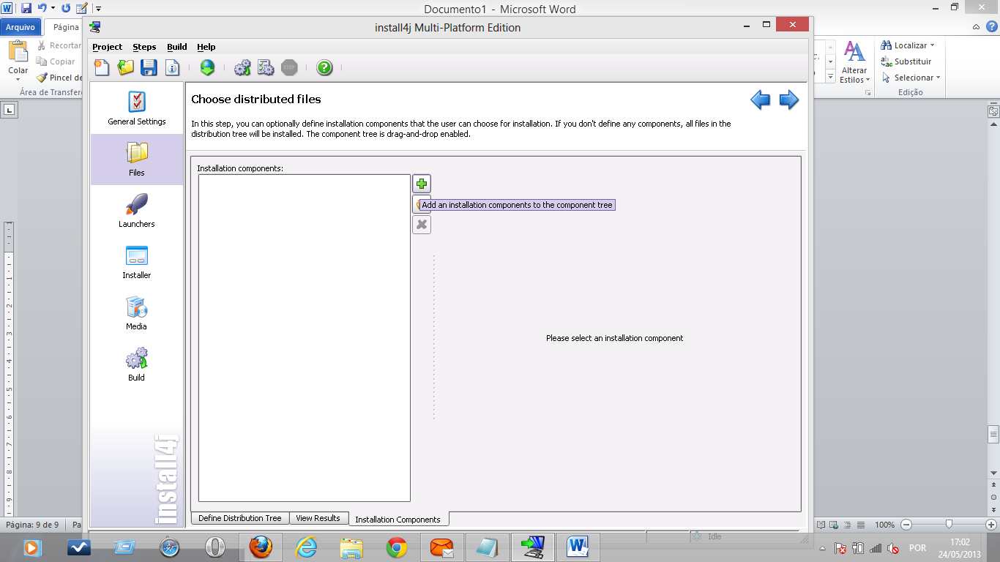 Documento1 - Microsoft Word
Arquivo
Página
install4j Multi-Platform Edition
Recortar
Copiar
Pincel de
Colar
Área de Transferê
Localizar
Substituir
Selecionar
Alterar
Estilos
Edição
Project Steps Build Help
STOP
General Settings
Files
Launchers
Installer
Media
Build
install4j
Choose distributed files
In this step, you can optionally define installation components that the user can choose for installation. If you don't define any components, all files in the
distribution tree will be installed. The component tree is drag-and-drop enabled.
Installation components:
Add an installation components to the component tree
Please select an installation component
Define Distribution Tree
View Results
Installation Components
Página: 9 de 9
Pa
100%
Idle
POR
17:02
24/05/2013